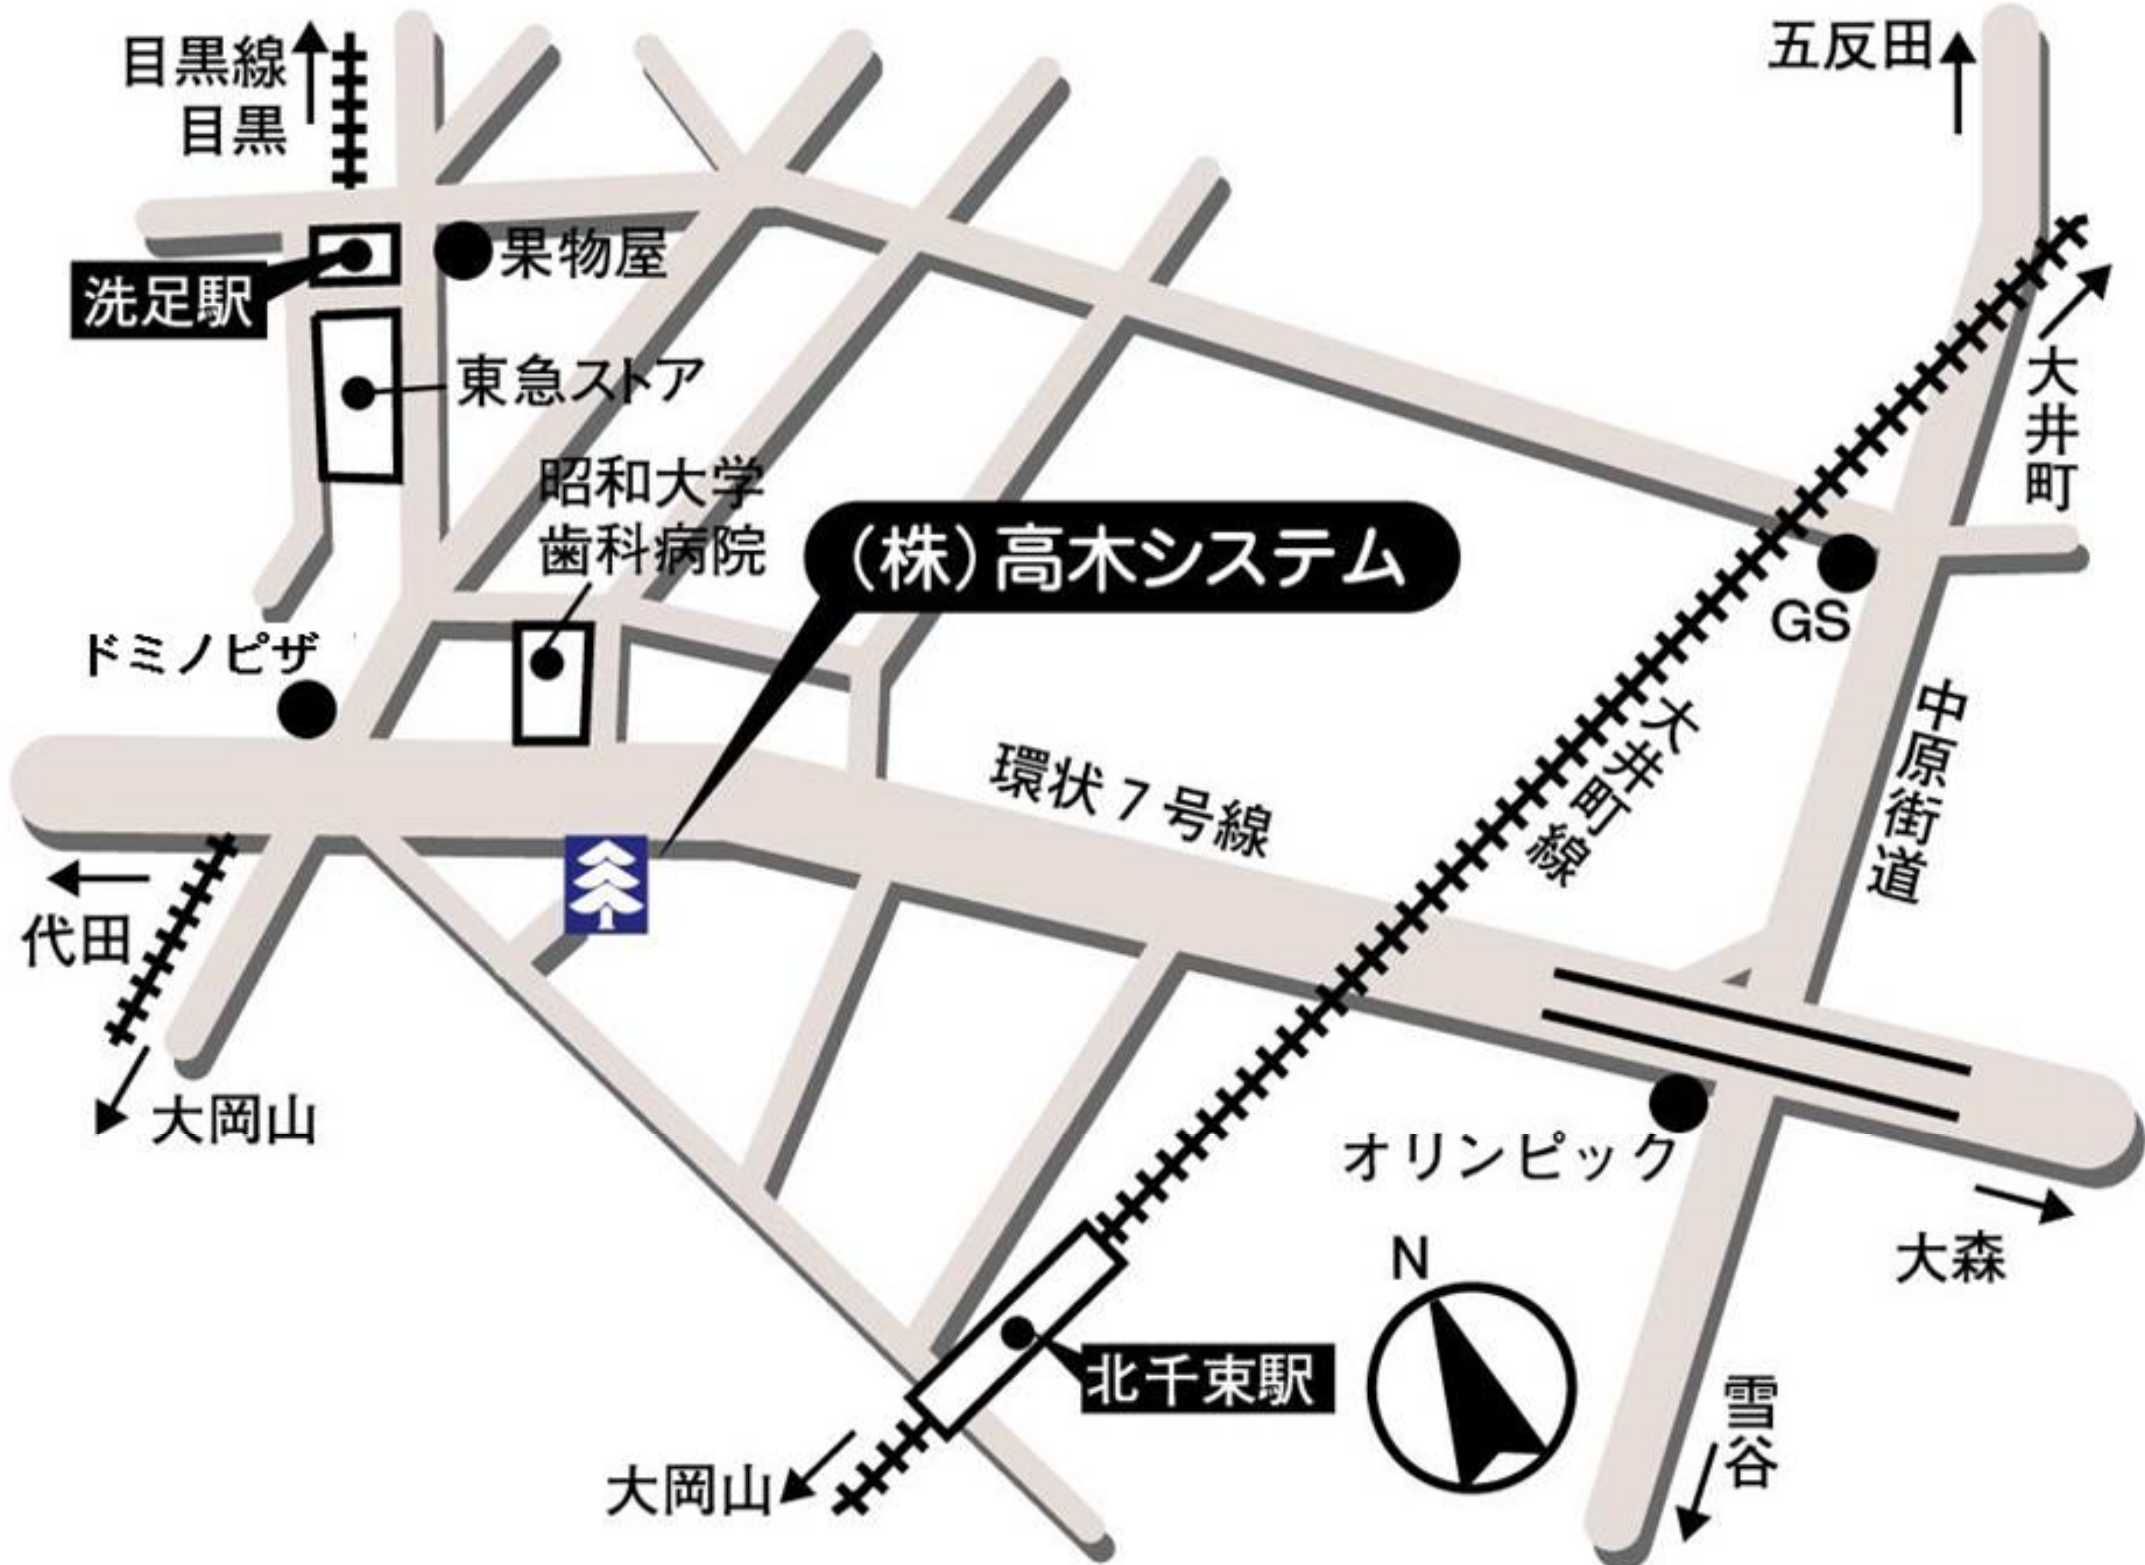 目黒線
目黒
五反田
果物屋
洗足駅
東急ストア
大井町
昭和大学
歯科病院
（株）高木システム
GS
ドミノピザ
大井町線
中原街道
環状7号線
代田
大岡山
オリンピック
大森
N
北千束駅
雪谷
大岡山